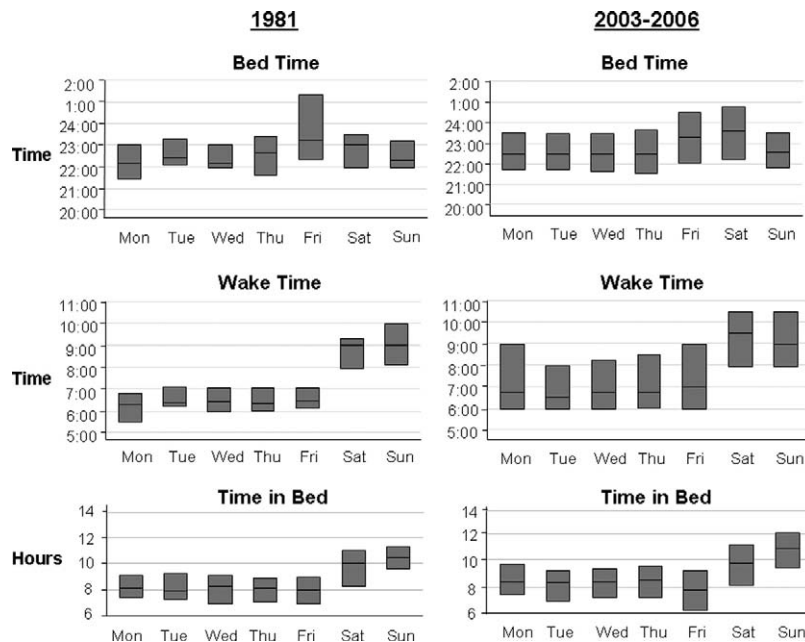 1981
Bed Time
Time
2:00
1:00
24:00
23:00
22:00
21:00
20:00
Mon Tue Wed Thu Fri Sat Sun
Wake Time
Time
11:00
10:00
9:00
8:00
7:00
6:00
5:00
Mon Tue Wed Thu Fri Sat Sun
Time in Bed
Hours
14
12
10
8
6
Mon Tue Wed Thu Fri Sat Sun
2003-2006
Bed Time
2:00
1:00
24:00
23:00
22:00
21:00
20:00
Mon Tue Wed Thu Fri Sat Sun
Wake Time
11:00
10:00
9:00
8:00
7:00
6:00
5:00
Mon Tue Wed Thu Fri Sat Sun
Time in Bed
14
12
10
8
6
Mon Tue Wed Thu Fri Sat Sun